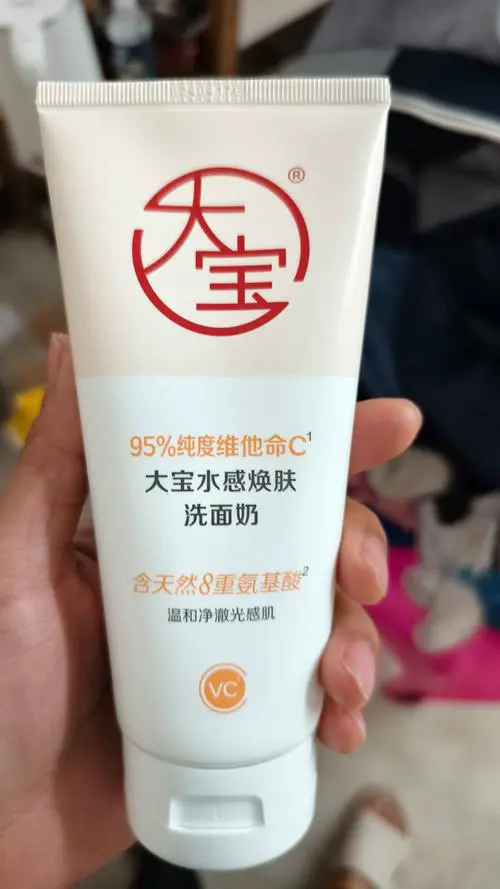 大宝®
95%纯度维他命C¹
大宝水感焕肤
洗面奶
含天然8重氨基酸²
温和净澈光感肌
VC